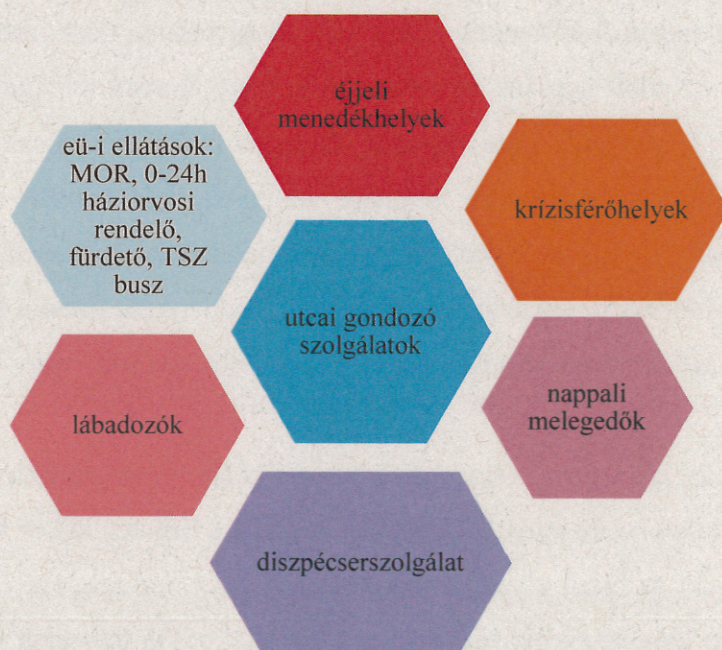 éjjeli
menedékhelyek
eü-i ellátások:
MOR, 0-24h
háziorvosi
rendelő,
fürdető, TSZ
busz
krízisférőhelyek
utcai gondozó
szolgálatok
lábadozók
nappali
melegedők
diszpécserszolgálat